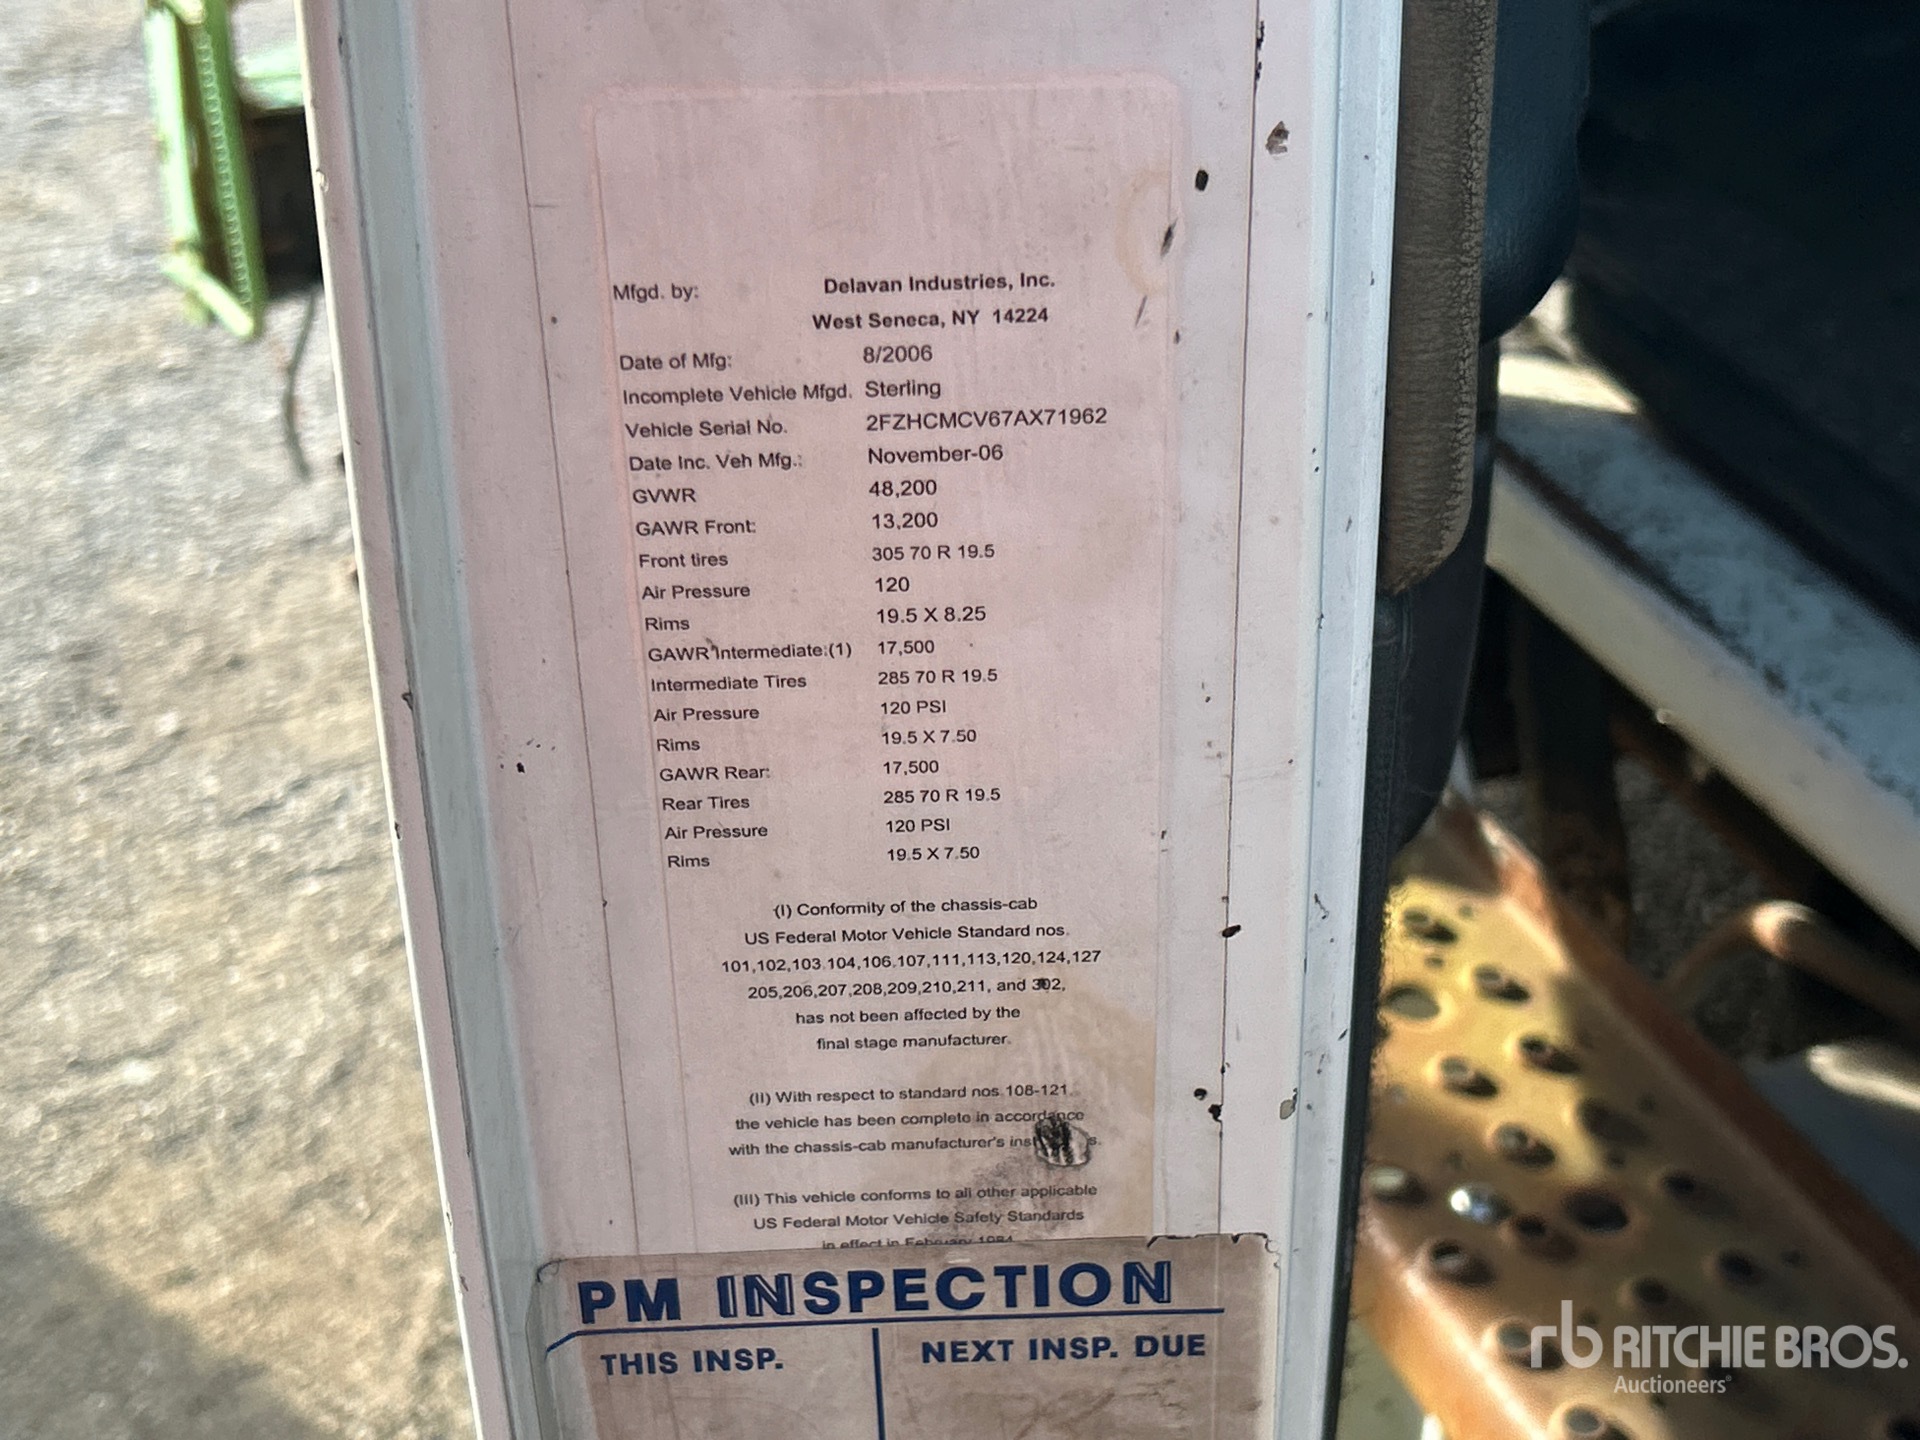 Mfgd. by: Delavan Industries, Inc.
West Seneca, NY 14224
Date of Mfg: 8/2006
Incomplete Vehicle Mfgd. Sterling
Vehicle Serial No. 2FZHCMCV67AX71962
Date Inc. Veh Mfg.: November-06
GVWR 48,200
GAWR Front: 13,200
Front tires 305 70 R 19.5
Air Pressure 120
Rims 19.5 X 8.25
GAWR Intermediate:(1) 17,500
Intermediate Tires 285 70 R 19.5
Air Pressure 120 PSI
Rims 19.5 X 7.50
GAWR Rear: 17,500
Rear Tires 285 70 R 19.5
Air Pressure 120 PSI
Rims 19.5 X 7.50
(I) Conformity of the chassis-cab
US Federal Motor Vehicle Standard nos.
101,102,103.104,106.107,111,113,120,124,127
205,206,207,208,209,210,211, and 302,
has not been affected by the
final stage manufacturer.
(II) With respect to standard nos 108-121
the vehicle has been complete in accordance
with the chassis-cab manufacturer's
(III) This vehicle conforms to all other applicable
US Federal Motor Vehicle Safety Standards
in effect in February 1984
PM INSPECTION
THIS INSP. NEXT INSP. DUE
rb RITCHIE BROS.
Auctioneers